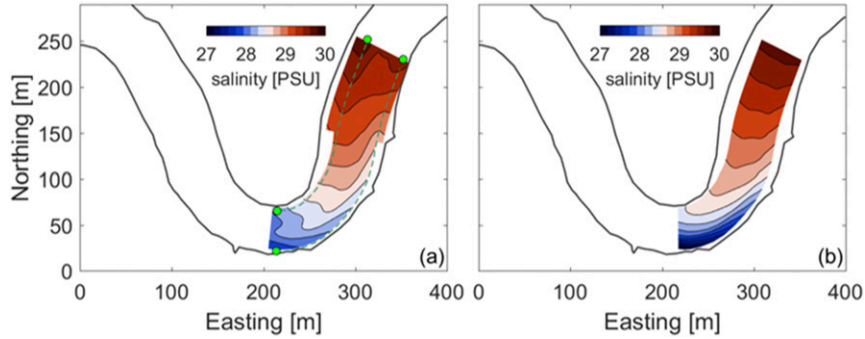 27 28 29 30
salinity [PSU]
250
200
150
100
50
0
Northing [m]
0 100 200 300 400
Easting [m]
(a)
27 28 29 30
salinity [PSU]
0 100 200 300 400
Easting [m]
(b)